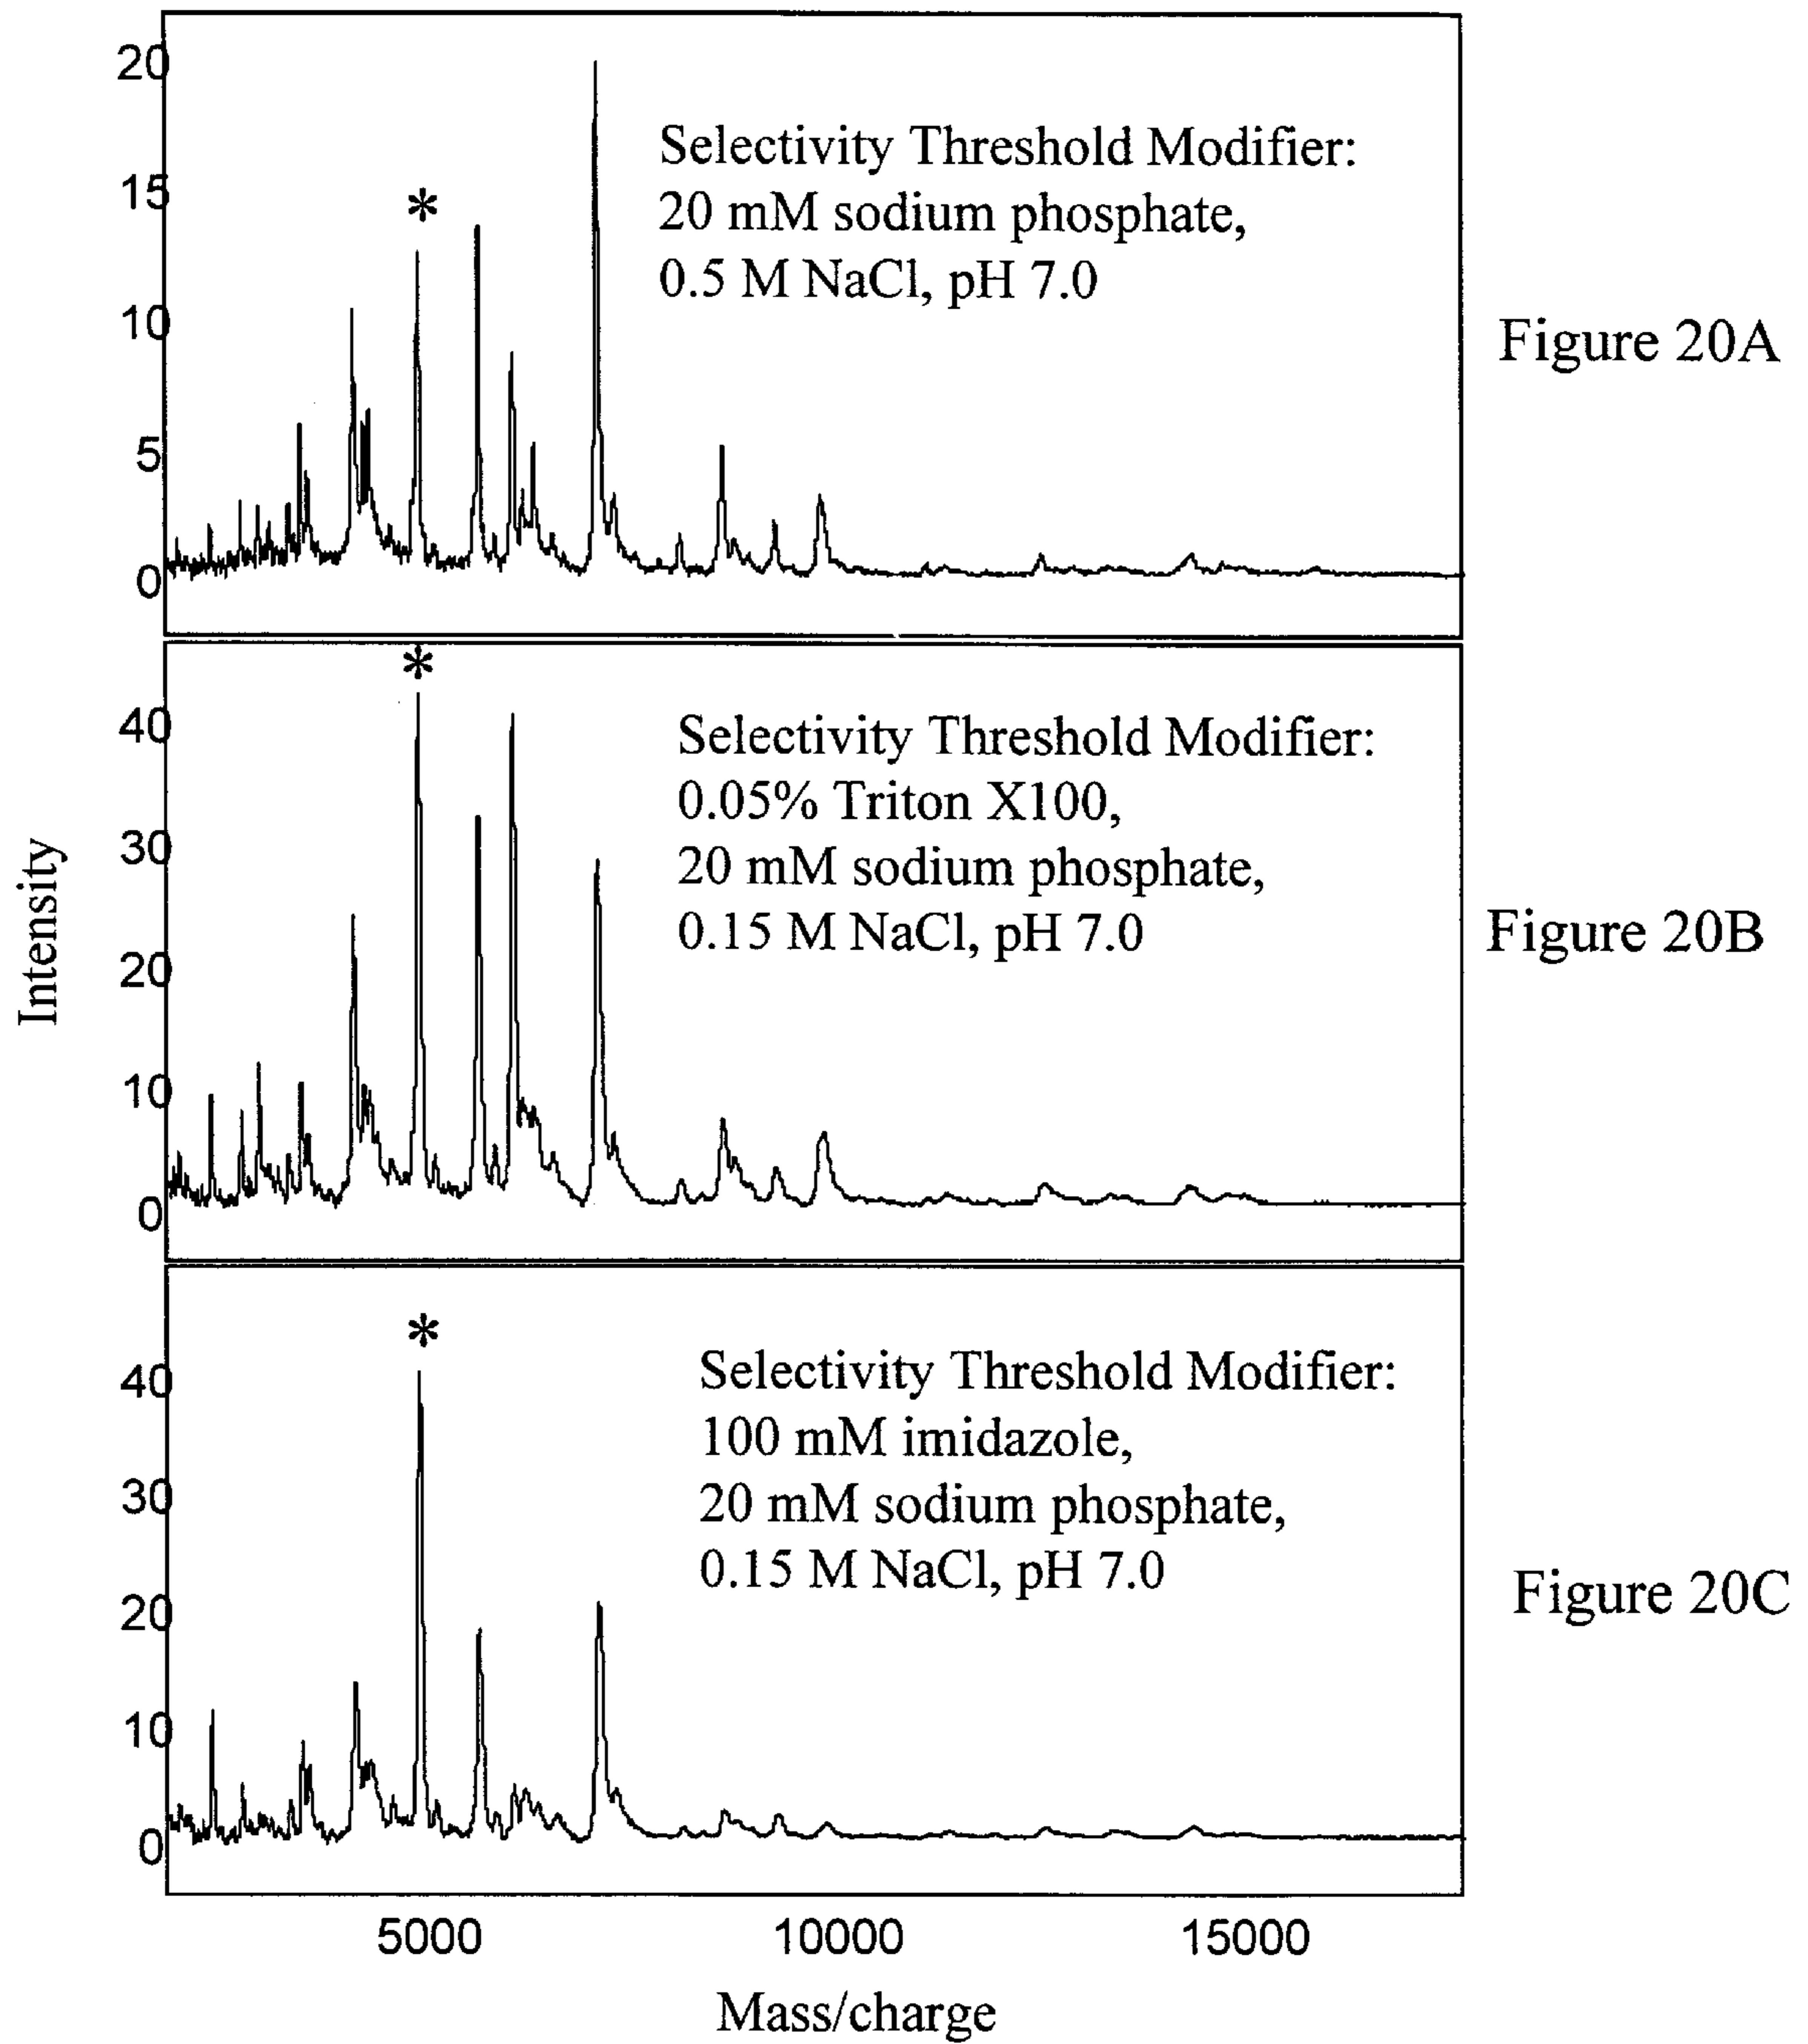 20
15
10
5
0
*
Selectivity Threshold Modifier:
20 mM sodium phosphate,
0.5 M NaCl, pH 7.0
Figure 20A
Intensity
40
30
20
10
0
*
Selectivity Threshold Modifier:
0.05% Triton X100,
20 mM sodium phosphate,
0.15 M NaCl, pH 7.0
Figure 20B
40
30
20
10
0
*
Selectivity Threshold Modifier:
100 mM imidazole,
20 mM sodium phosphate,
0.15 M NaCl, pH 7.0
Figure 20C
5000 10000 15000
Mass/charge